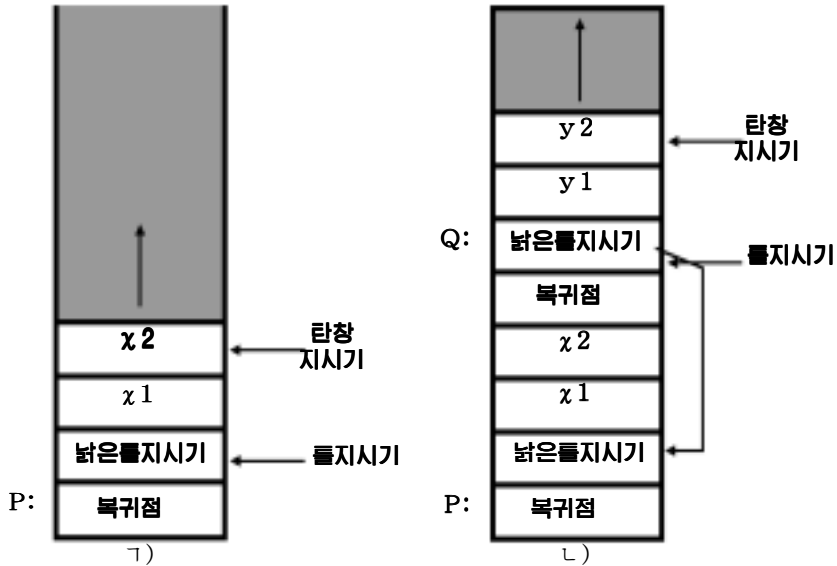 χ2
탄창
지시기
χ1
낡은틀지시기
틀지시기
P:
복귀점
ㄱ)
y2
탄창
지시기
y1
Q:
낡은틀지시기
틀지시기
복귀점
χ2
χ1
낡은틀지시기
P:
복귀점
ㄴ)